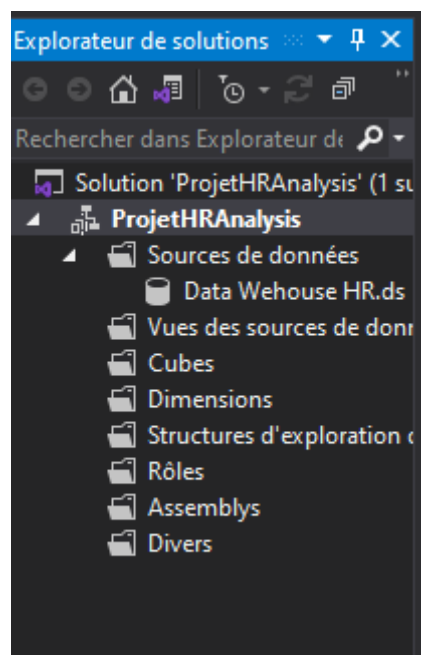 Explorateur de solutions
Rechercher dans Explorateur de
Solution 'ProjetHRAnalysis' (1 su
ProjetHRAnalysis
Sources de données
Data Wehouse HR.ds
Vues des sources de donn
Cubes
Dimensions
Structures d'exploration d
Rôles
Assemblys
Divers